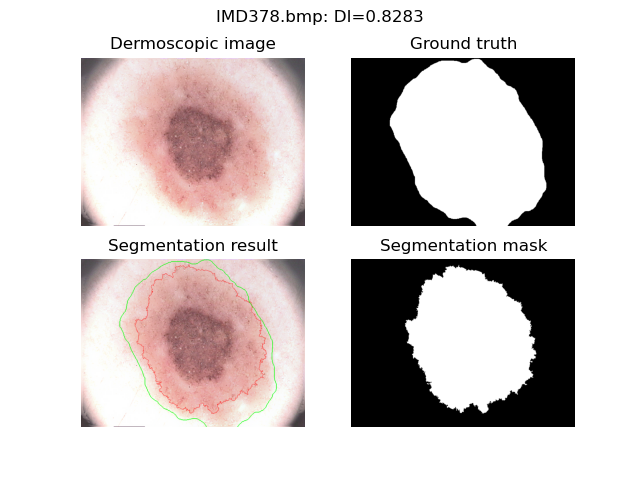 IMD378.bmp: DI=0.8283
Dermoscopic image
Ground truth
Segmentation result
Segmentation mask